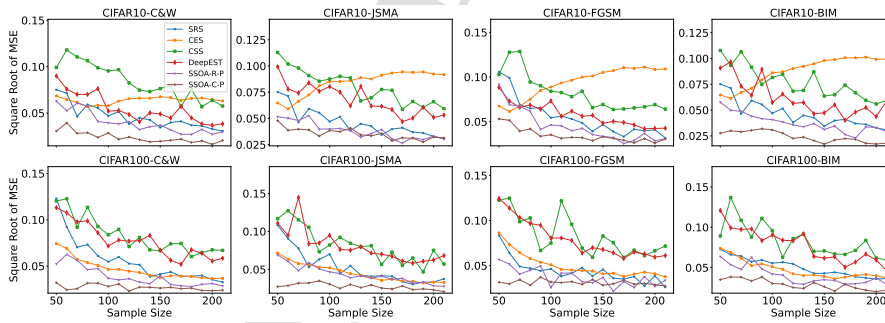 CIFAR10-C&W
CIFAR10-JSMA
CIFAR10-FGSM
CIFAR10-BIM
Square Root of MSE
0.15
0.10
0.05
SRS
CES
CSS
DeepEST
SSOA-R-P
SSOA-C-P
0.125
0.100
0.075
0.050
0.025
0.15
0.10
0.05
0.125
0.100
0.075
0.050
0.025
CIFAR100-C&W
CIFAR100-JSMA
CIFAR100-FGSM
CIFAR100-BIM
Square Root of MSE
0.15
0.10
0.05
50 100 150 200
Sample Size
0.15
0.10
0.05
50 100 150 200
Sample Size
0.15
0.10
0.05
50 100 150 200
Sample Size
0.15
0.10
0.05
50 100 150 200
Sample Size